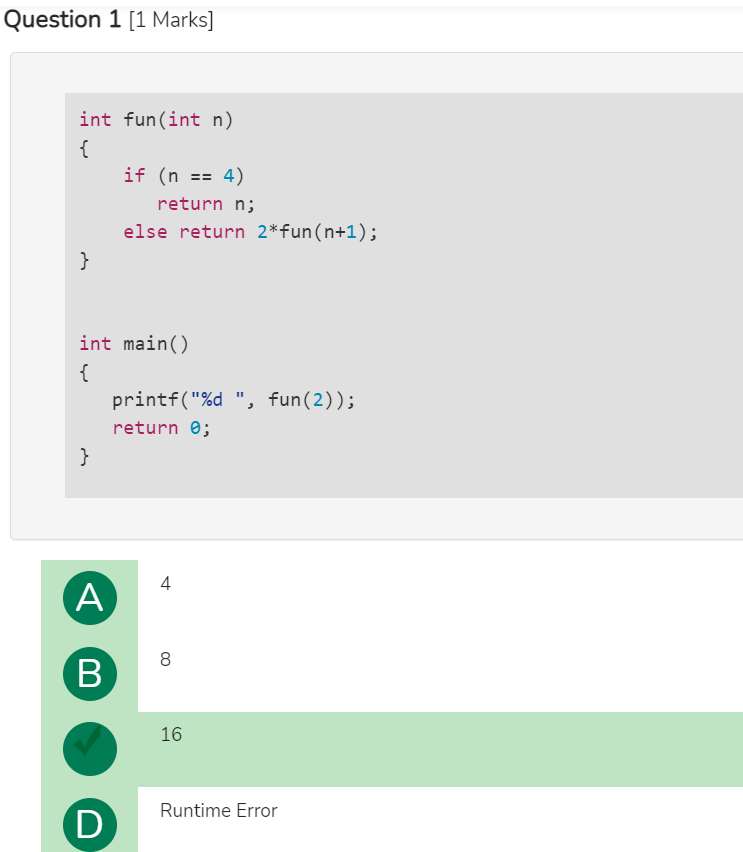 Question 1 [1 Marks]
int fun(int n)
{
    if (n == 4)
       return n;
    else return 2*fun(n+1);
}
int main()
{
   printf("%d ", fun(2));
   return 0;
}
A 4
B 8
16
D Runtime Error